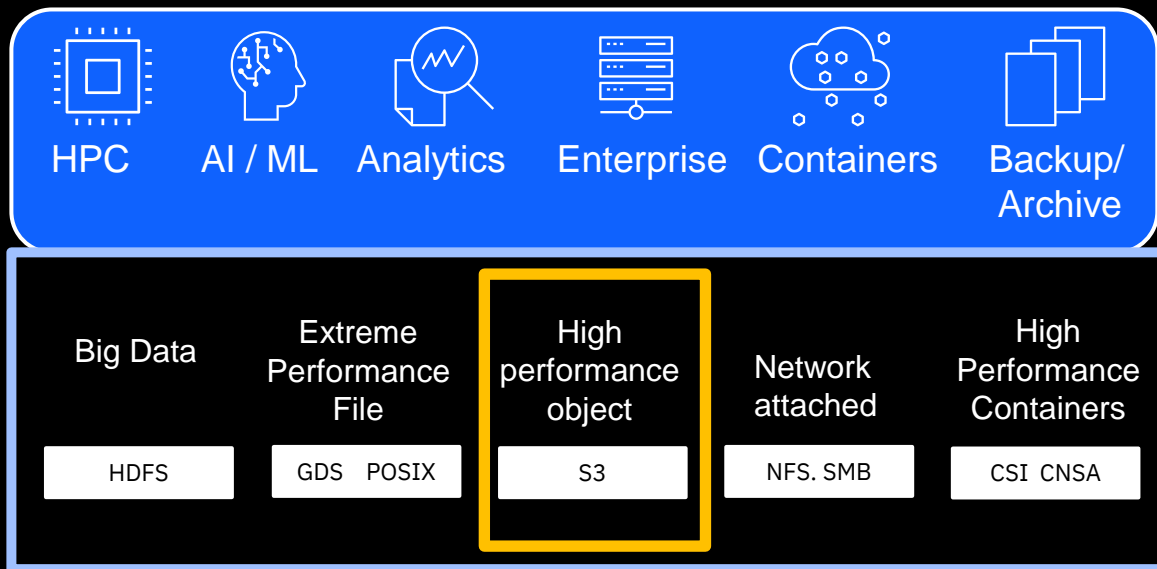 HPC
AI / ML
Analytics
Enterprise
Containers
Backup/
Archive
Big Data
HDFS
Extreme
Performance
File
GDS POSIX
High
performance
object
S3
Network
attached
NFS. SMB
High
Performance
Containers
CSI CNSA